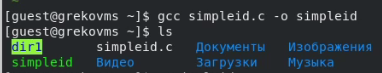 [guest@grekovms ~]$ gcc simpleid.c -o simpleid
[guest@grekovms ~]$ ls
dir1 simpleid.c Документы Изображения
simpleid Видео Загрузки Музыка